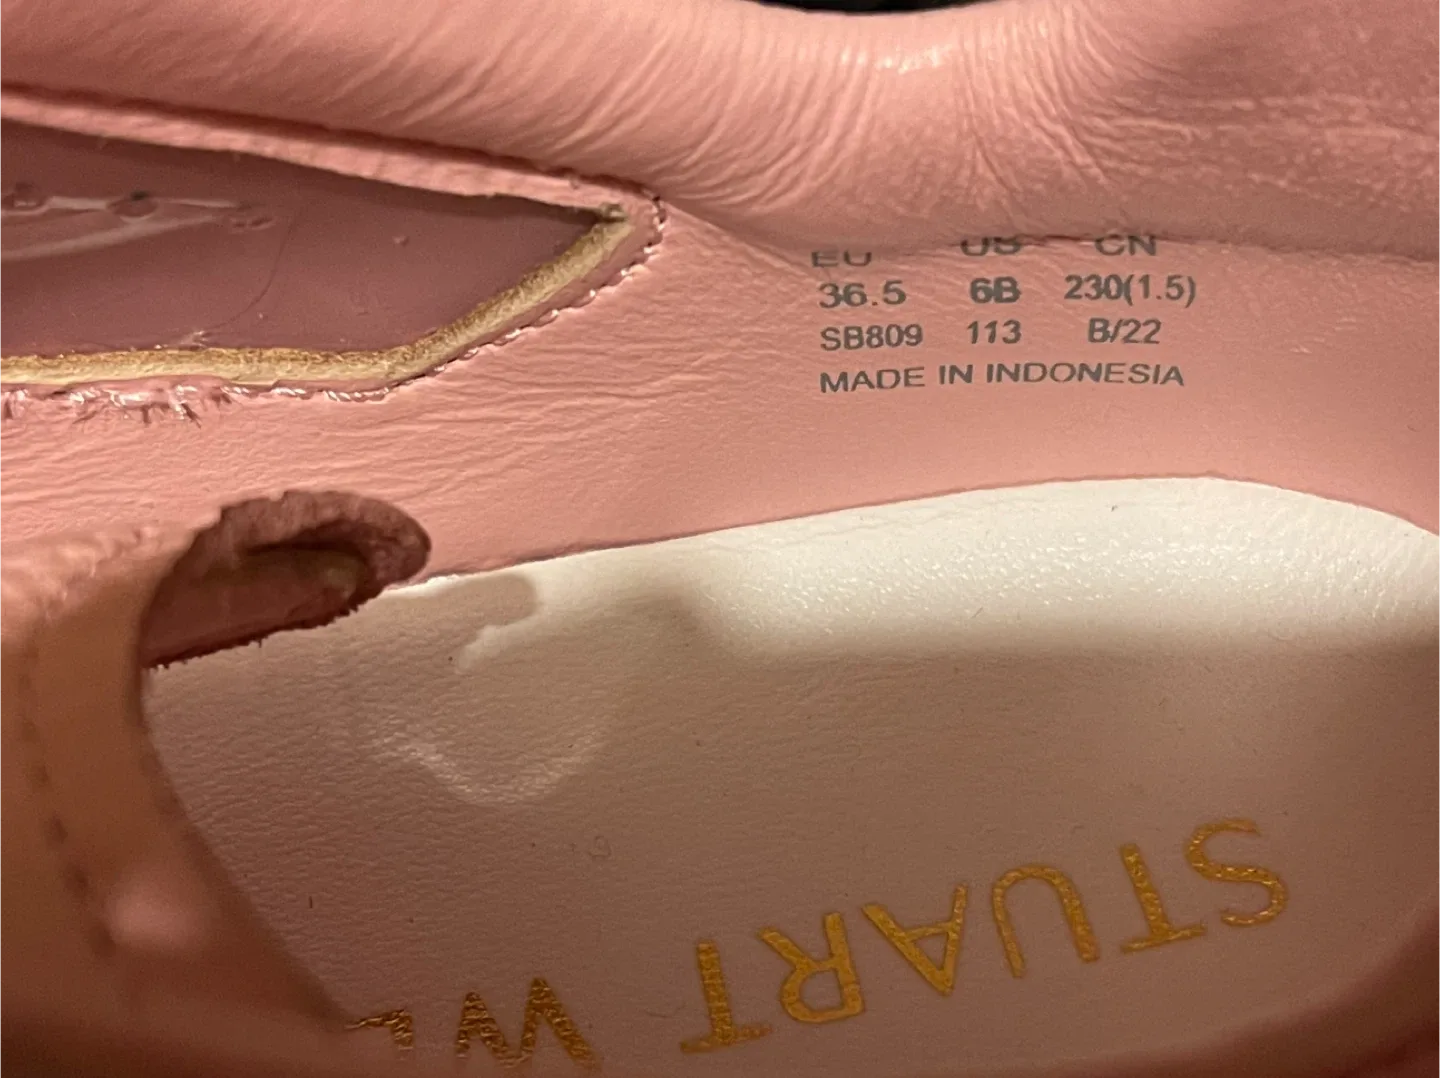 EU US CN
36.5 6B 230(1.5)
SB809 113 B/22
MADE IN INDONESIA
STUART W